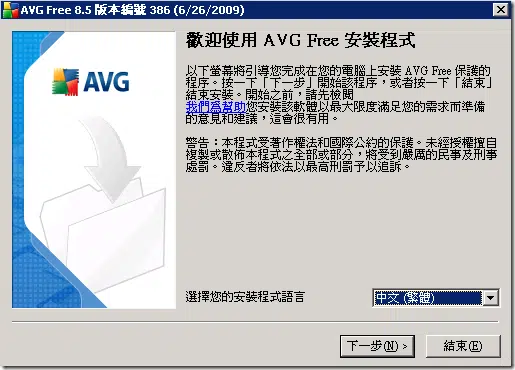 AVG Free 8.5 版本編號 386 (6/26/2009)
AVG
歡迎使用 AVG Free 安裝程式
以下螢幕將引導您完成在您的電腦上安裝 AVG Free 保護的
程序。按一下「下一步」開始該程序，或者按一下「結束」
結束安裝。開始之前，請先檢閱
我們爲幫助您安裝該軟體以最大限度滿足您的需求而準備
的意見和建議，這會很有用。
警告：本程式受著作權法和國際公約的保護。未經授權擅自
複製或散佈本程式之全部或部分，將受到嚴厲的民事及刑事
處罰。違反者將依法以最高刑罰予以追訴。
選擇您的安裝程式語言
中文 (繁體)
下一步(N) >
結束(E)